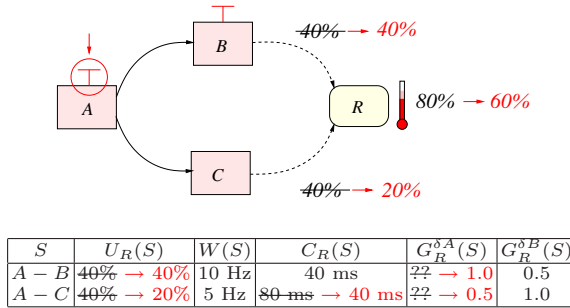 B
40% → 40%
A
R
80% → 60%
C
40% → 20%
S U_R(S) W(S) C_R(S) G_R^{δA}(S) G_R^{δB}(S)
A − B 40% → 40% 10 Hz 40 ms ?? → 1.0 0.5
A − C 40% → 20% 5 Hz 80 ms → 40 ms ?? → 0.5 1.0